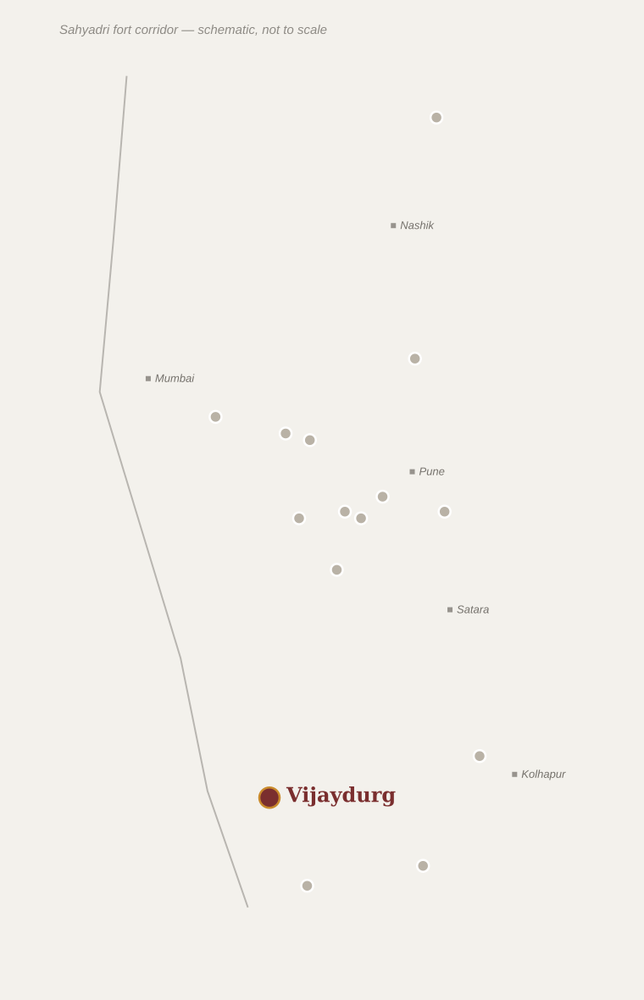 Sahyadri fort corridor — schematic, not to scale
Nashik
Mumbai
Pune
Satara
Kolhapur
Vijaydurg